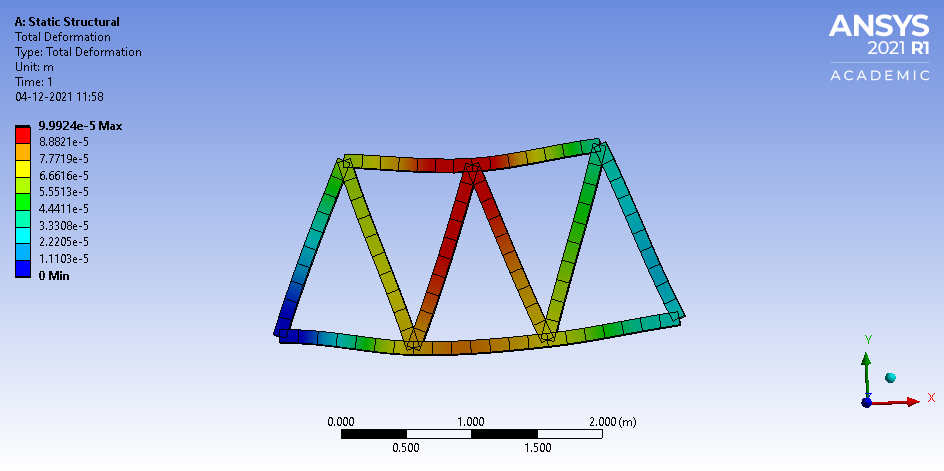 A: Static Structural
Total Deformation
Type: Total Deformation
Unit: m
Time: 1
04-12-2021 11:58
9.9924e-5 Max
8.8821e-5
7.7719e-5
6.6616e-5
5.5513e-5
4.4411e-5
3.3308e-5
2.2205e-5
1.1103e-5
0 Min
ANSYS
2021 R1
ACADEMIC
Y
X
0.000 1.000 2.000 (m)
0.500 1.500